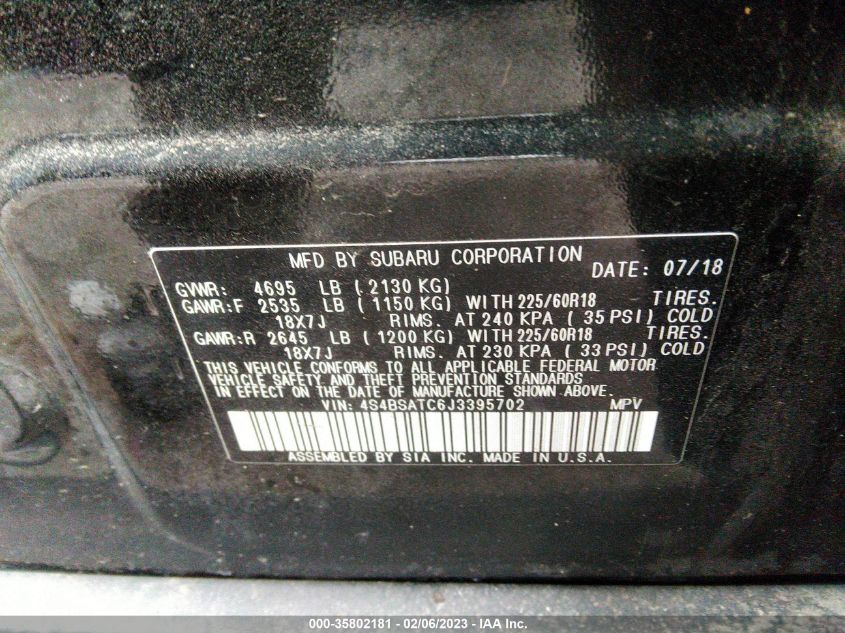 MFD BY SUBARU CORPORATION DATE: 07/18
GVWR: 4695 LB ( 2130 KG)
GAWR:F 2535 LB ( 1150 KG) WITH 225/60R18 TIRES.
18X7J RIMS. AT 240 KPA ( 35 PSI) COLD
GAWR:R 2645 LB ( 1200 KG) WITH 225/60R18 TIRES.
18X7J RIMS. AT 230 KPA ( 33 PSI) COLD
THIS VEHICLE CONFORMS TO ALL APPLICABLE FEDERAL MOTOR
VEHICLE SAFETY AND THEFT PREVENTION STANDARDS
IN EFFECT ON THE DATE OF MANUFACTURE SHOWN ABOVE.
VIN: 4S4BSATC6J3395702 MPV
ASSEMBLED BY SIA INC. MADE IN U.S.A.
000-35802181 - 02/06/2023 - IAA Inc.